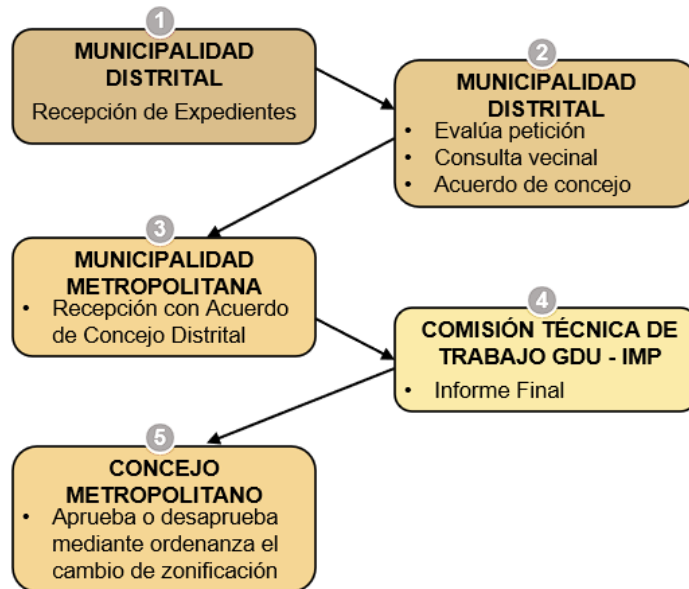 1
MUNICIPALIDAD
DISTRITAL
Recepción de Expedientes
2
MUNICIPALIDAD
DISTRITAL
• Evalúa petición
• Consulta vecinal
• Acuerdo de concejo
3
MUNICIPALIDAD
METROPOLITANA
• Recepción con Acuerdo
de Concejo Distrital
4
COMISIÓN TÉCNICA DE
TRABAJO GDU - IMP
• Informe Final
5
CONCEJO
METROPOLITANO
• Aprueba o desaprueba
mediante ordenanza el
cambio de zonificación